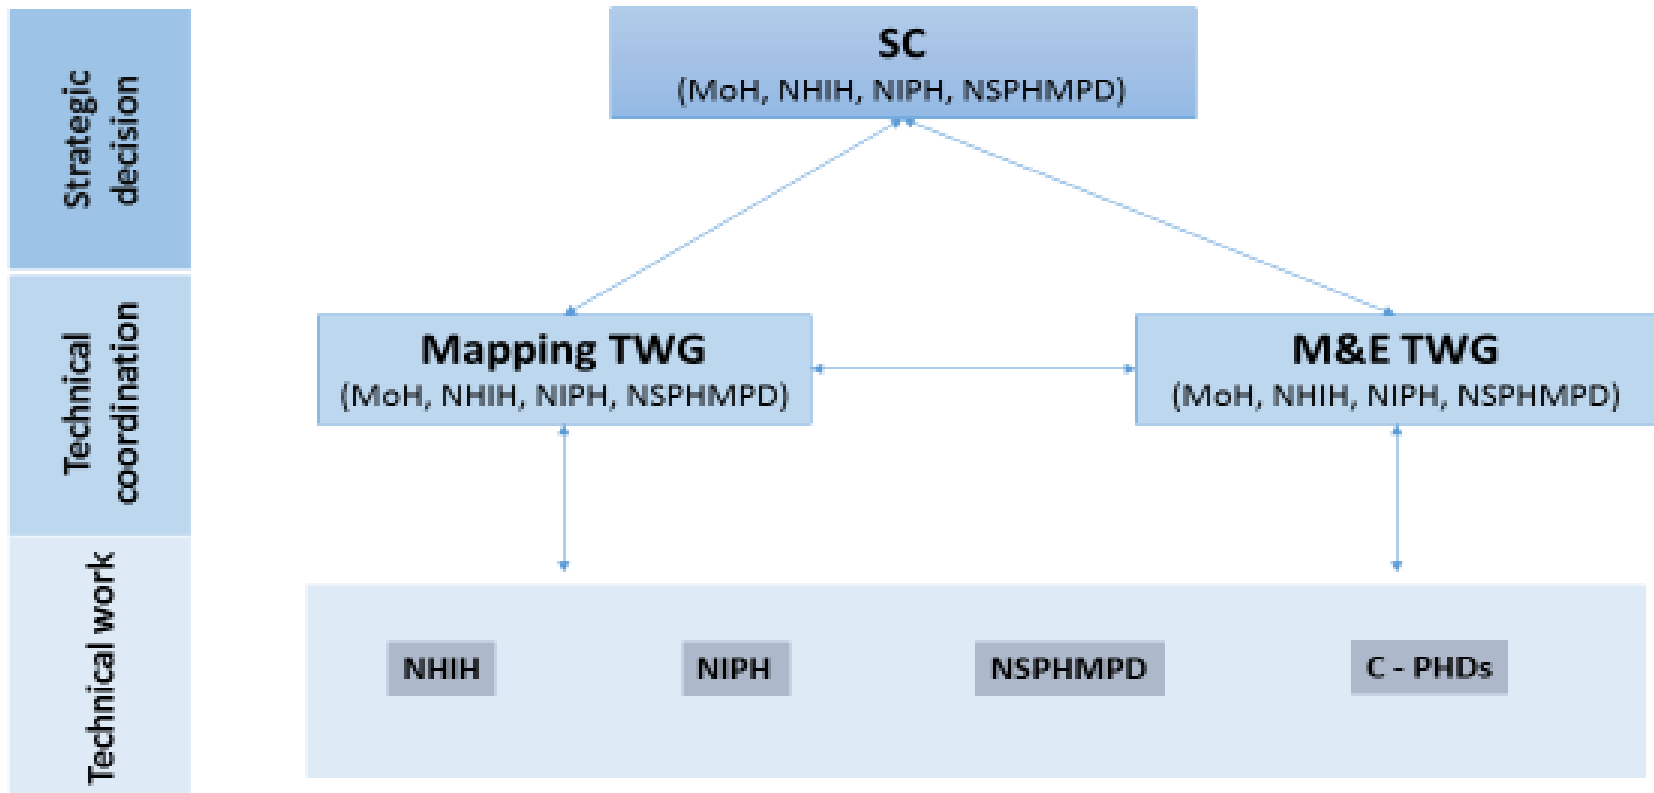 Strategic
decision
SC
(MoH, NHIH, NIPH, NSPHMPD)
Technical
coordination
Mapping TWG
(MoH, NHIH, NIPH, NSPHMPD)
M&E TWG
(MoH, NHIH, NIPH, NSPHMPD)
Technical work
NHIH
NIPH
NSPHMPD
C - PHDs